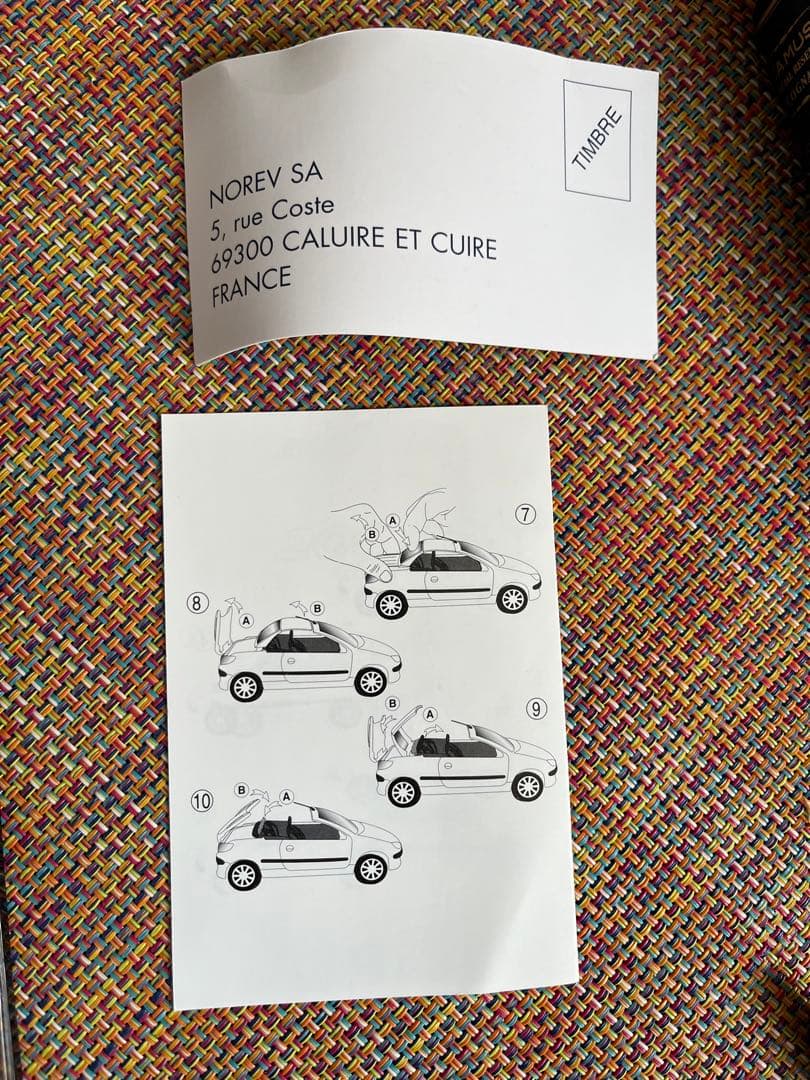 NOREV SA
5, rue Coste
69300 CALUIRE ET CUIRE
FRANCE
TIMBRE
7
A
B
8
A
B
9
B
A
10
B
A